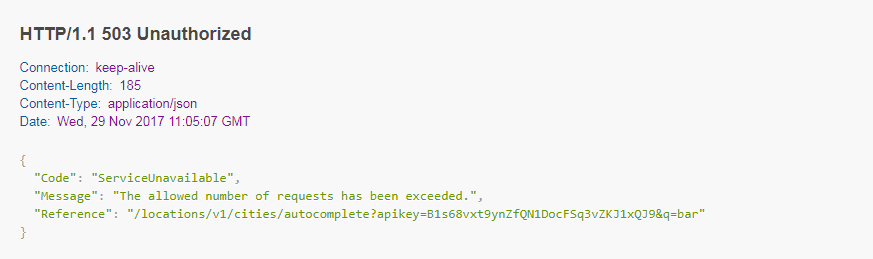 HTTP/1.1 503 Unauthorized
Connection: keep-alive
Content-Length: 185
Content-Type: application/json
Date: Wed, 29 Nov 2017 11:05:07 GMT
{
"Code": "ServiceUnavailable",
"Message": "The allowed number of requests has been exceeded.",
"Reference": "/locations/v1/cities/autocomplete?apikey=B1s68vxt9ynZfQN1DocFSq3vZKJ1xQJ9&q=bar"
}